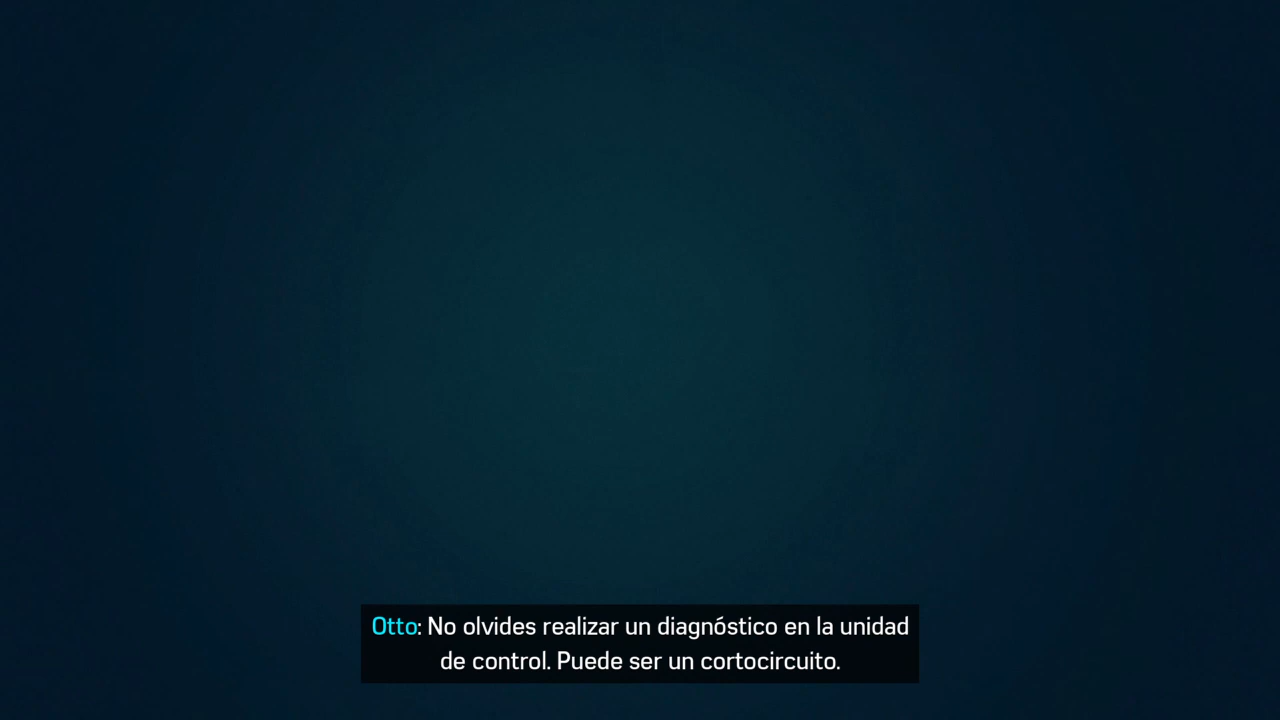 Otto: No olvides realizar un diagnóstico en la unidad
de control. Puede ser un cortocircuito.